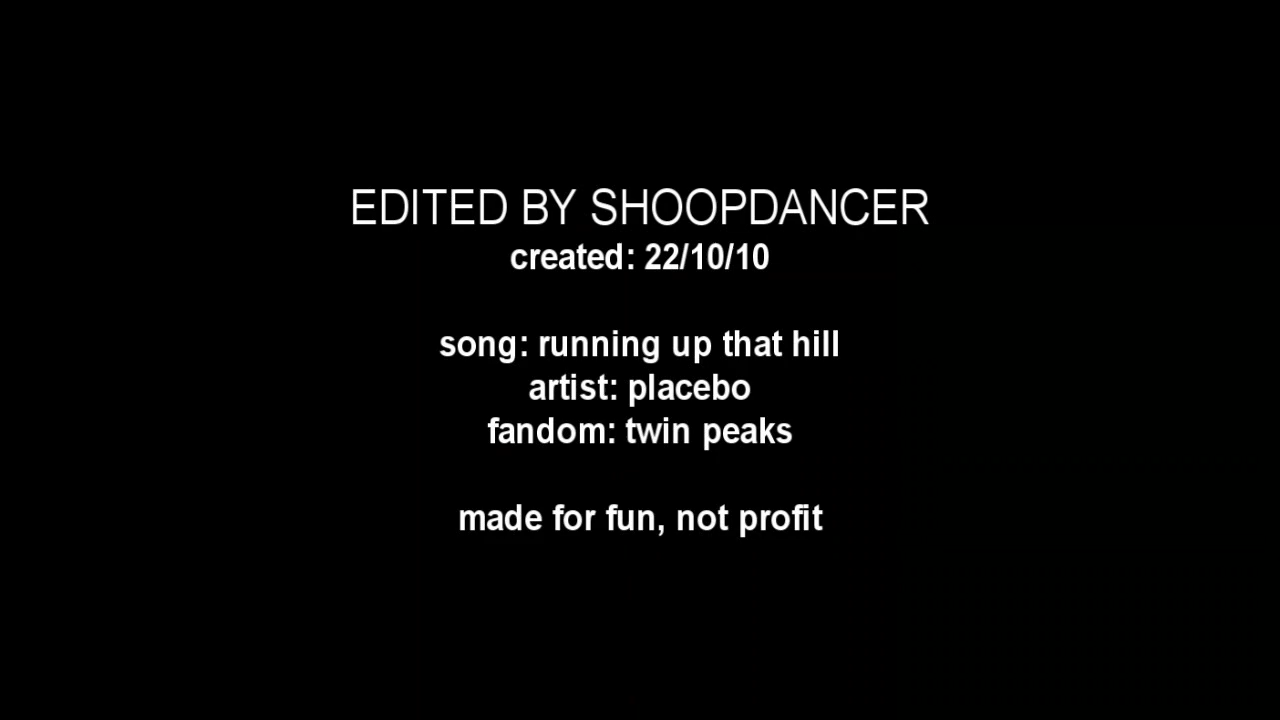 EDITED BY SHOOPDANCER
created: 22/10/10
song: running up that hill
artist: placebo
fandom: twin peaks
made for fun, not profit